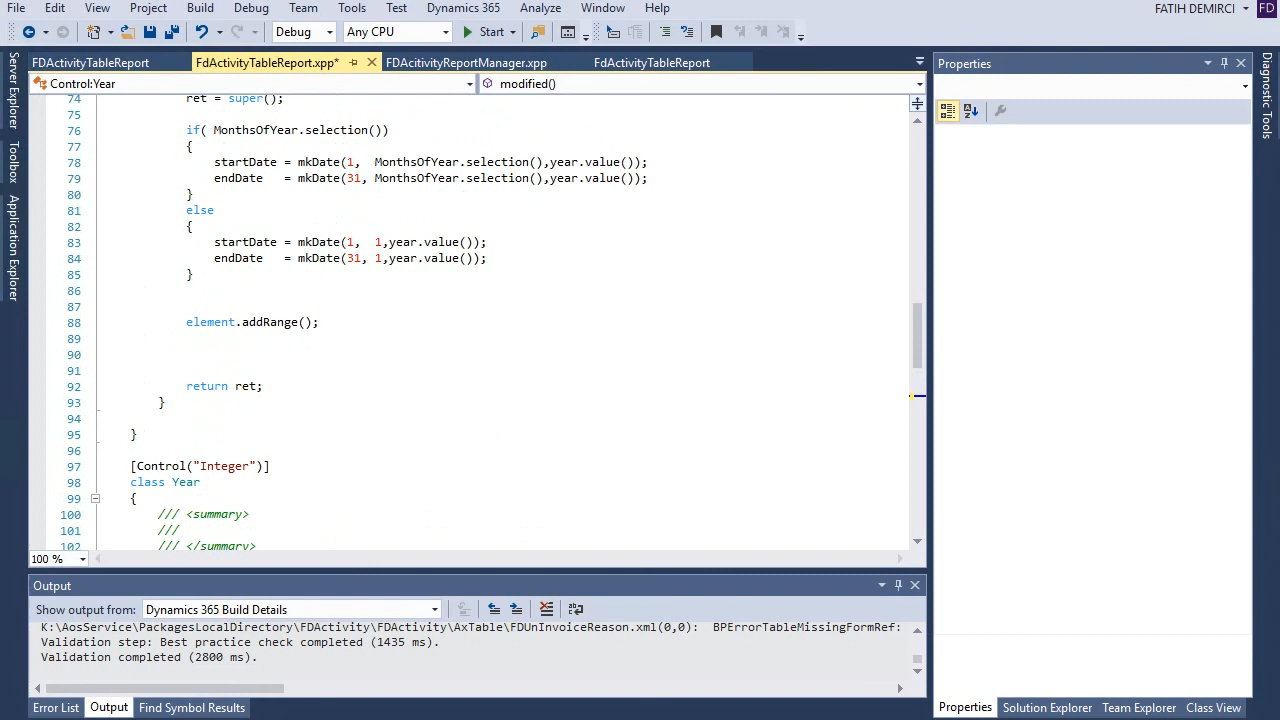 File Edit View Project Build Debug Team Tools Dynamics 365 Analyze Window Help FATIH DEMIRCI FD
Debug Any CPU Start
Server Explorer
Toolbox
Application Explorer
FDActivityTableReport FdActivityTableReport.xpp* FDAcitivityReportManager.xpp FdActivityTableReport
Control:Year modified()
74 ret = super();
75
76 if( MonthsOfYear.selection())
77 {
78 startDate = mkDate(1, MonthsOfYear.selection(),year.value());
79 endDate = mkDate(31, MonthsOfYear.selection(),year.value());
80 }
81 else
82 {
83 startDate = mkDate(1, 1,year.value());
84 endDate = mkDate(31, 1,year.value());
85 }
86
87
88 element.addRange();
89
90
91
92 return ret;
93 }
94
95 }
96
97 [Control("Integer")]
98 class Year
99 {
100 /// <summary>
101 ///
102 /// </summary>
100 %
Output
Show output from: Dynamics 365 Build Details
K:\AosService\PackagesLocalDirectory\FDActivity\FDActivity\AxTable\FDUnInvoiceReason.xml(0,0): BPErrorTableMissingFormRef:
Validation step: Best practice check completed (1435 ms).
Validation completed (2800 ms).
Error List Output Find Symbol Results
Properties
Properties Solution Explorer Team Explorer Class View
Diagnostic Tools